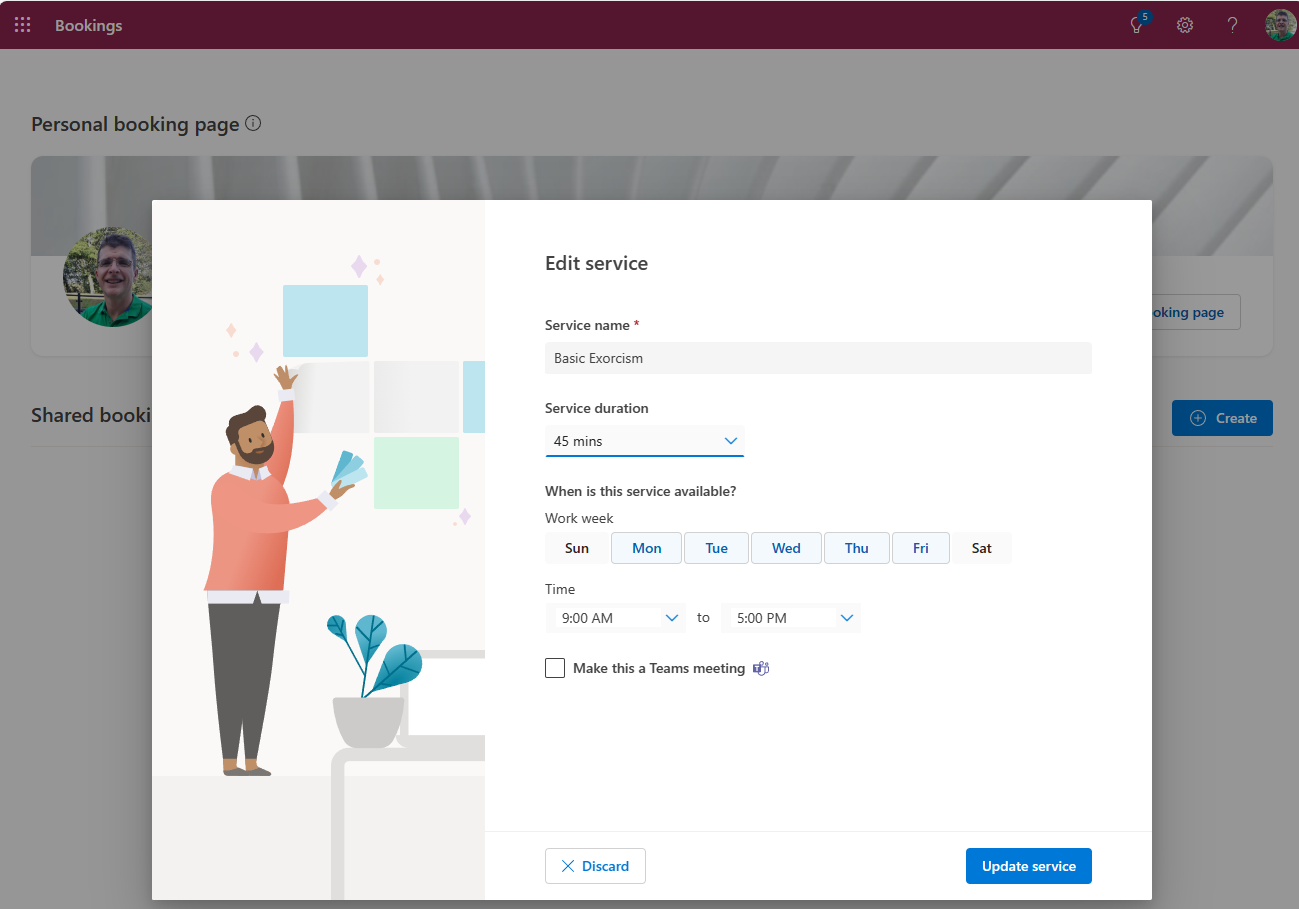 Bookings
5
?
Personal booking page
oking page
Shared booki
Create
Edit service
Service name *
Basic Exorcism
Service duration
45 mins
When is this service available?
Work week
Sun Mon Tue Wed Thu Fri Sat
Time
9:00 AM to 5:00 PM
Make this a Teams meeting
Discard Update service